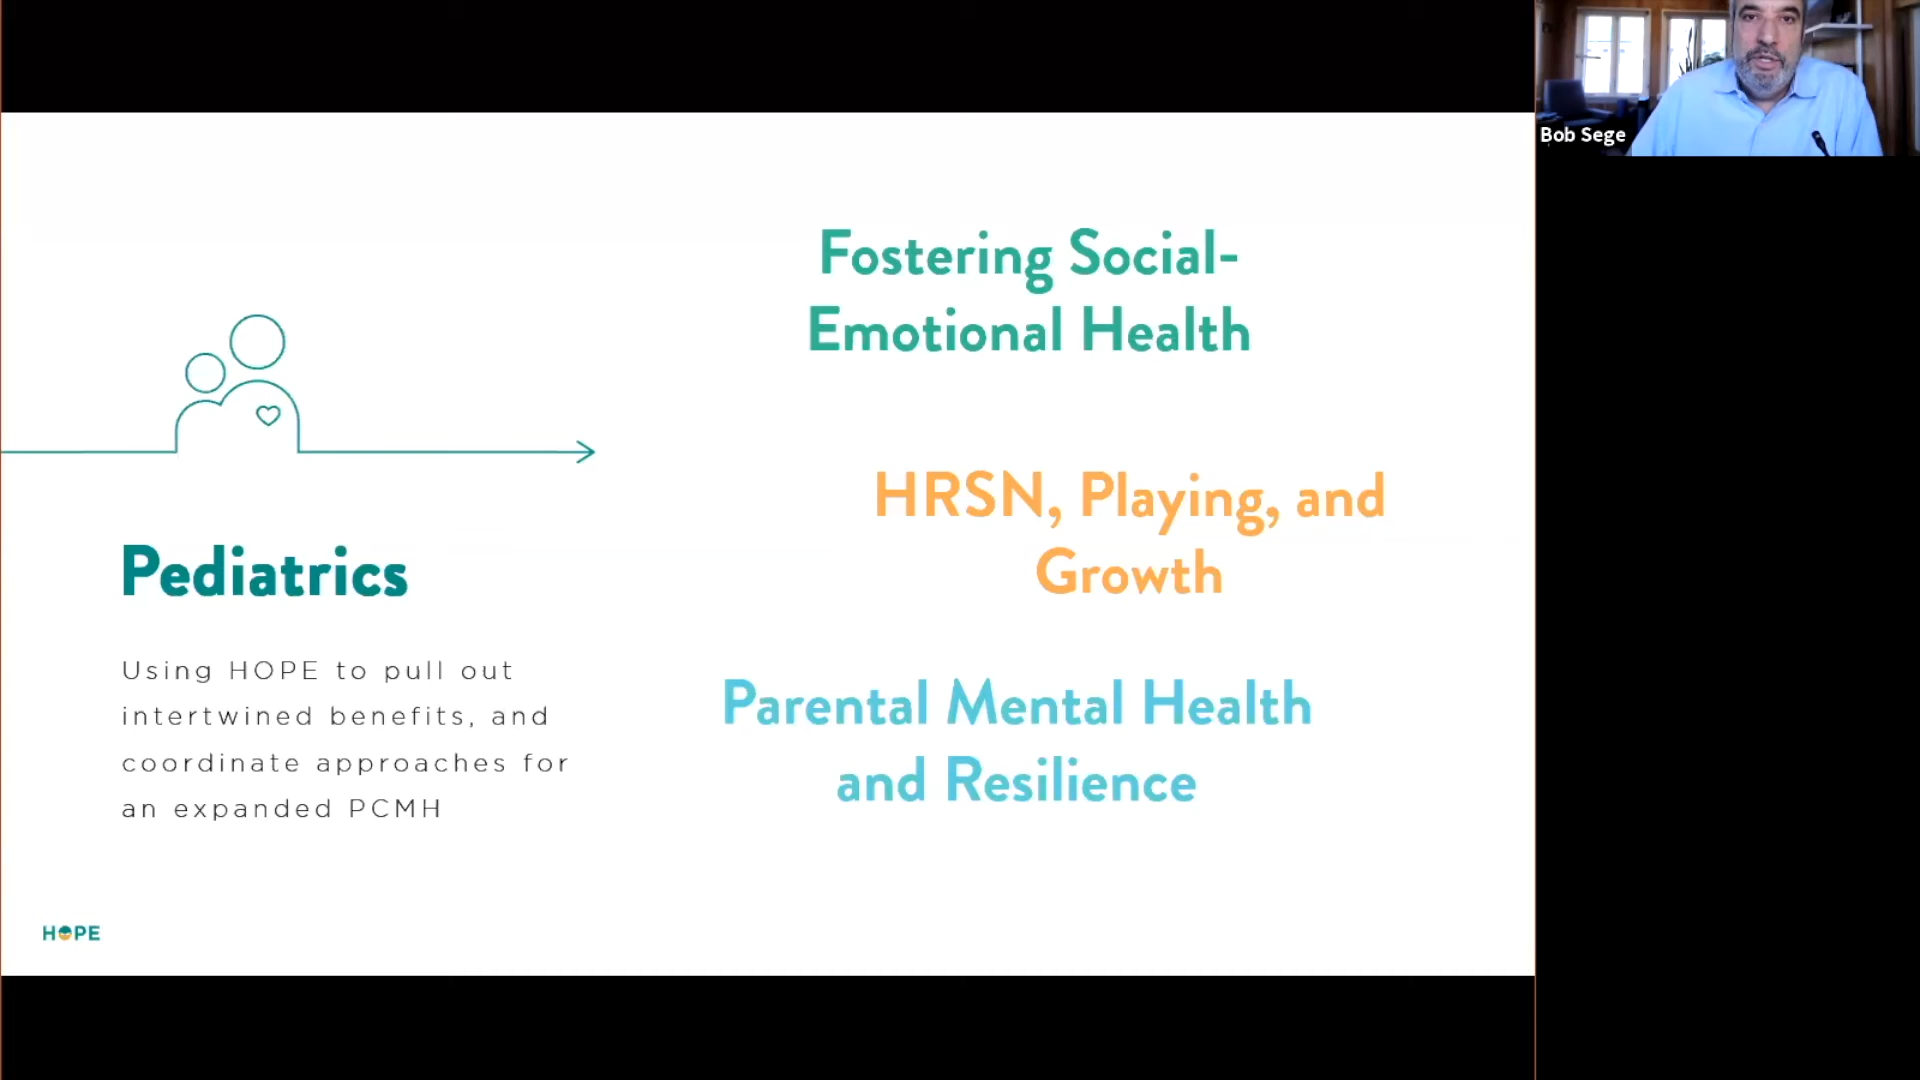 Bob Sege
Fostering Social-
Emotional Health
HRSN, Playing, and
Growth
Pediatrics
Using HOPE to pull out
intertwined benefits, and
coordinate approaches for
an expanded PCMH
Parental Mental Health
and Resilience
HOPE